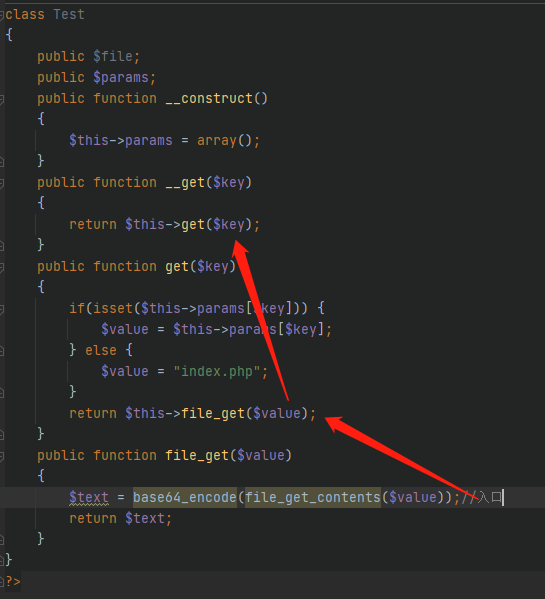 class Test
{
public $file;
public $params;
public function __construct()
{
$this->params = array();
}
public function __get($key)
{
return $this->get($key);
}
public function get($key)
{
if(isset($this->params[$key])) {
$value = $this->params[$key];
} else {
$value = "index.php";
}
return $this->file_get($value);
}
public function file_get($value)
{
$text = base64_encode(file_get_contents($value));//入口
return $text;
}
}
?>